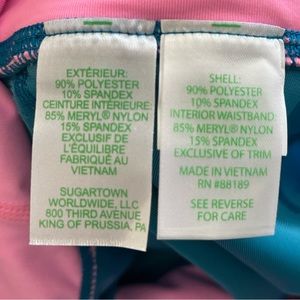 EXTÉRIEUR:
90% POLYESTER
10% SPANDEX
CEINTURE INTÉRIEURE:
85% MERYL® NYLON
15% SPANDEX
EXCLUSIF DE
L'ÉQUILIBRE
FABRIQUÉ AU
VIETNAM
SUGARTOWN
WORLDWIDE, LLC
800 THIRD AVENUE
KING OF PRUSSIA, PA
SHELL:
90% POLYESTER
10% SPANDEX
INTERIOR WAISTBAND:
85% MERYL® NYLON
15% SPANDEX
EXCLUSIVE OF TRIM
MADE IN VIETNAM
RN #88189
SEE REVERSE
FOR CARE